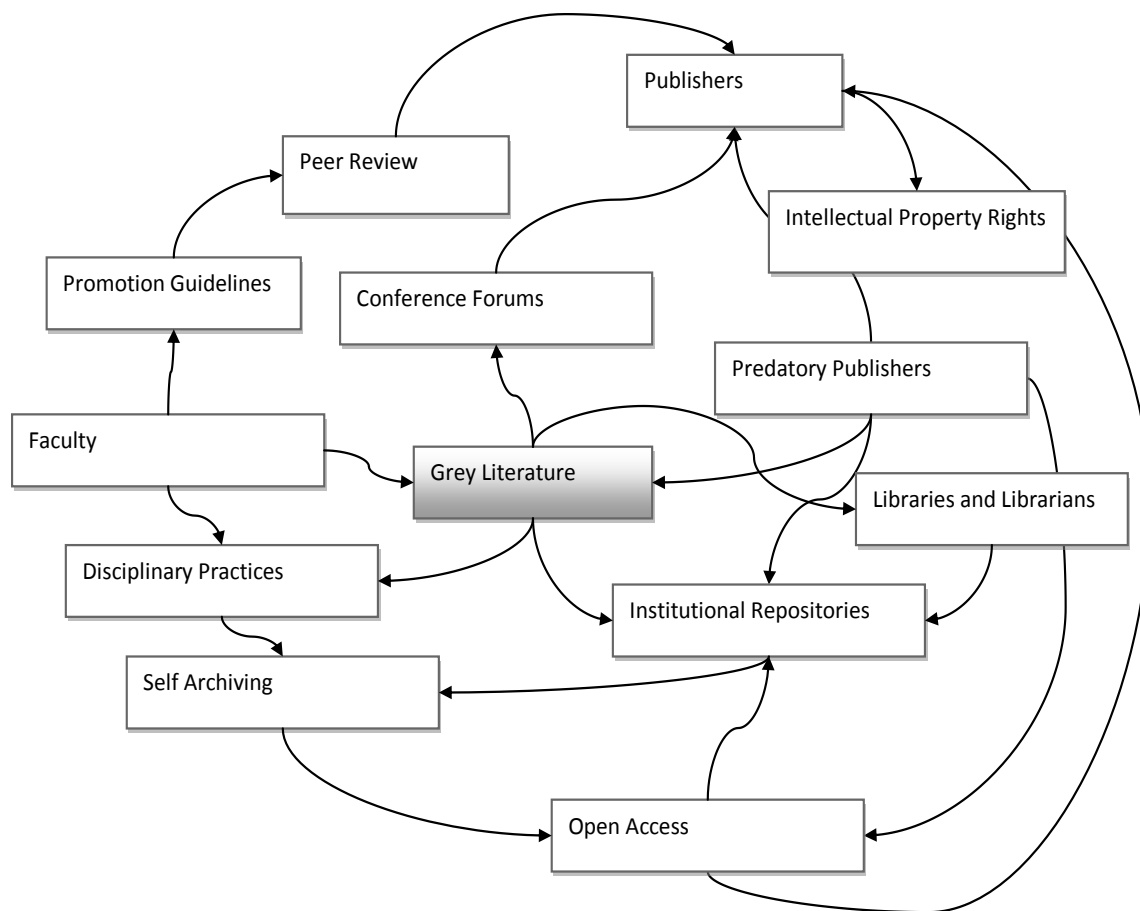 Publishers
Peer Review
Intellectual Property Rights
Promotion Guidelines
Conference Forums
Predatory Publishers
Faculty
Grey Literature
Libraries and Librarians
Disciplinary Practices
Institutional Repositories
Self Archiving
Open Access